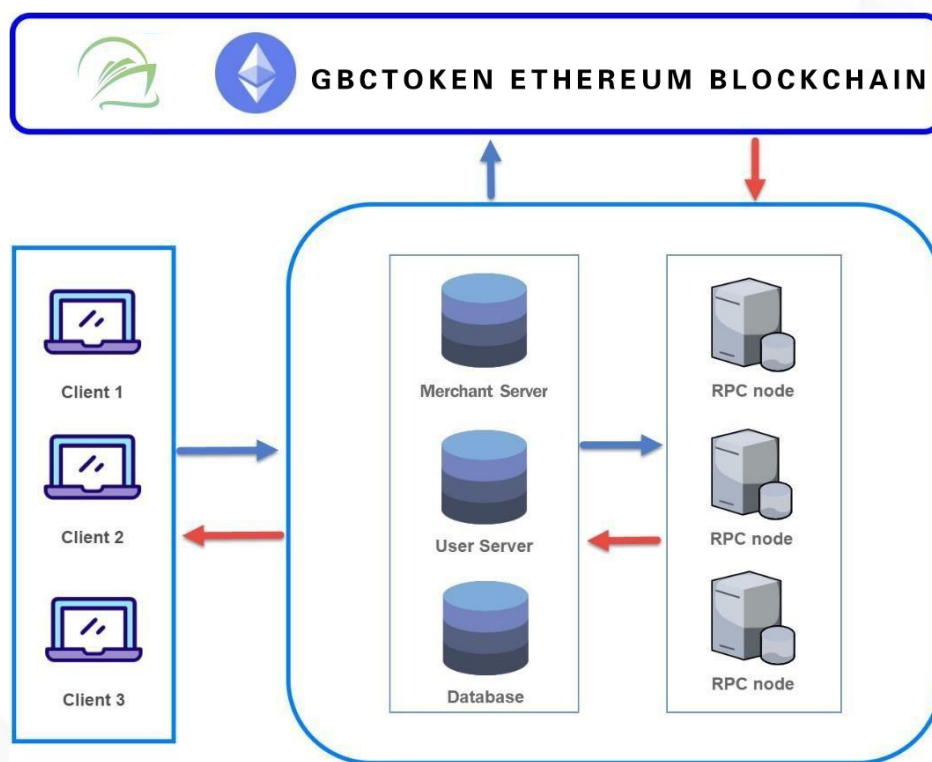 GBCTOKEN ETHEREUM BLOCKCHAIN
Client 1
Client 2
Client 3
Merchant Server
User Server
Database
RPC node
RPC node
RPC node